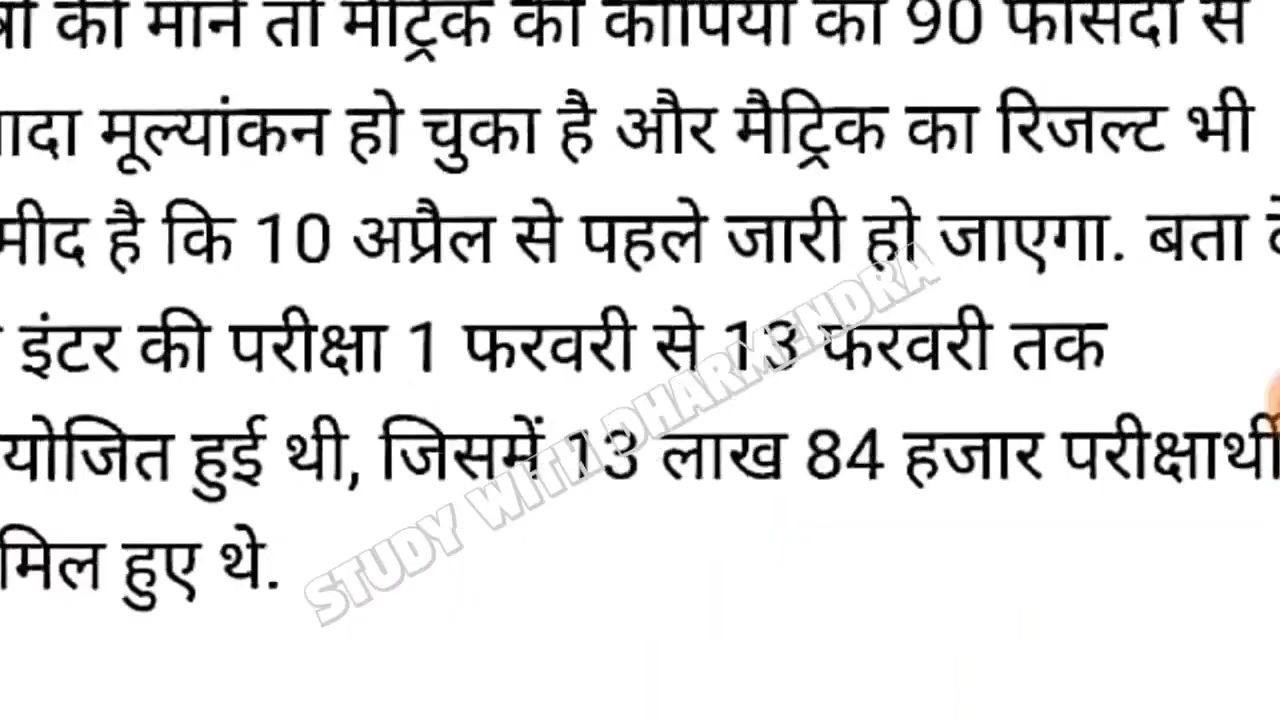 की मानें तो मैट्रिक की कॉपियों का 90 फीसदी से
मूल्यांकन हो चुका है और मैट्रिक का रिजल्ट भी
है कि 10 अप्रैल से पहले जारी हो जाएगा. बता
इंटर की परीक्षा 1 फरवरी से 13 फरवरी तक
योजित हुई थी, जिसमें 13 लाख 84 हजार परीक्षार्थी
मिल हुए थे.
STUDY WITH DHARMENDRA